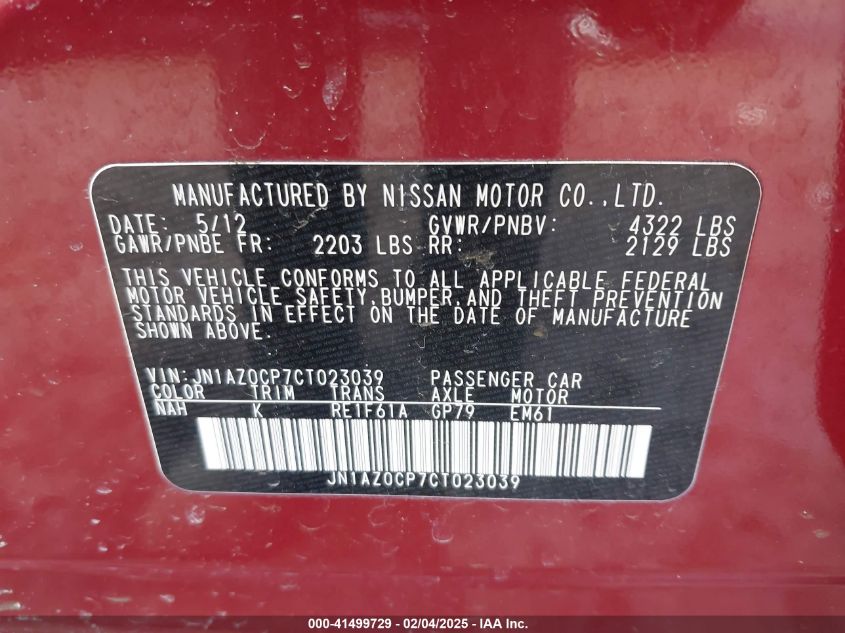 MANUFACTURED BY NISSAN MOTOR CO.,LTD.
DATE: 5/12 GVWR/PNBV: 4322 LBS
GAWR/PNBE FR: 2203 LBS RR: 2129 LBS
THIS VEHICLE CONFORMS TO ALL APPLICABLE FEDERAL
MOTOR VEHICLE SAFETY,BUMPER,AND THEFT PREVENTION
STANDARDS IN EFFECT ON THE DATE OF MANUFACTURE
SHOWN ABOVE.
VIN:JN1AZ0CP7CT023039 PASSENGER CAR
COLOR TRIM TRANS AXLE MOTOR
NAH K RE1F61A GP79 EM61
JN1AZ0CP7CT023039
000-41499729 - 02/04/2025 - IAA Inc.